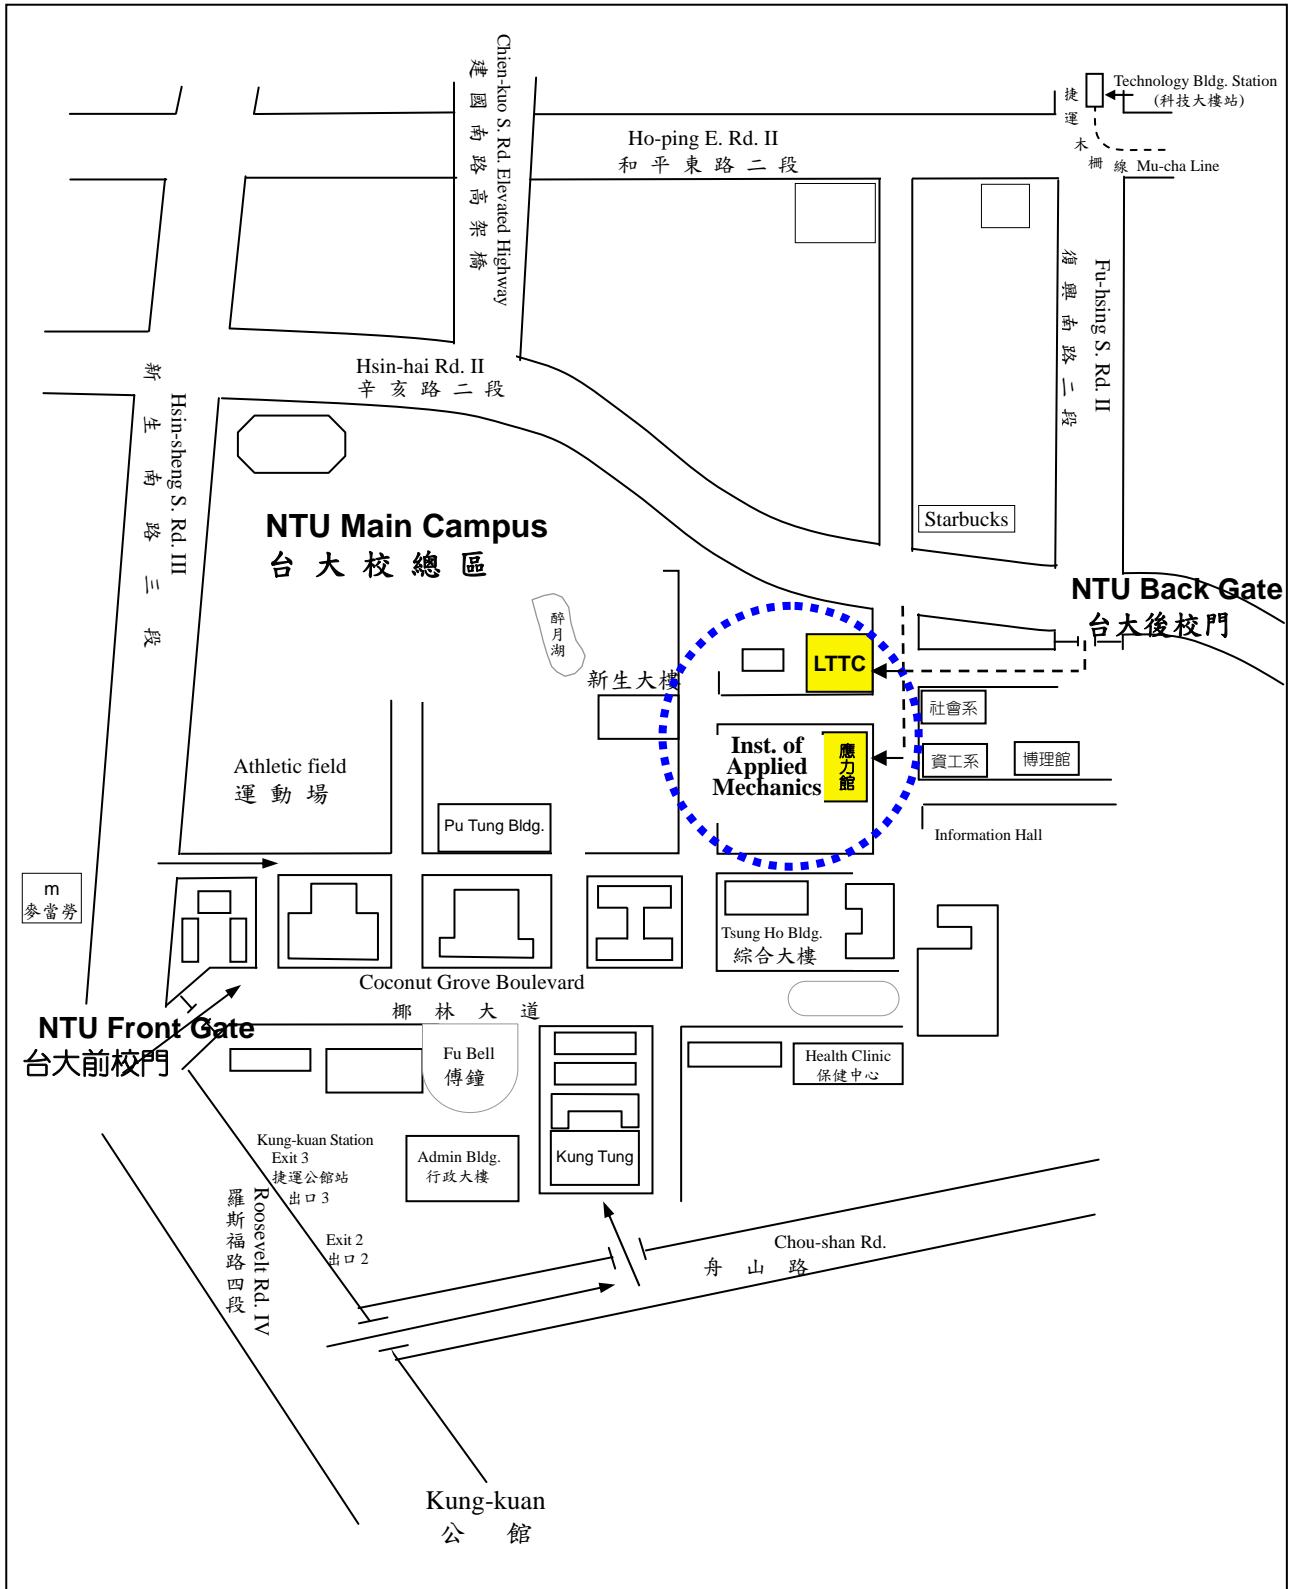 Technology Bldg. Station
(科技大樓站)
捷運木柵線 Mu-cha Line
建國南路高架橋
Chien-kuo S. Rd. Elevated Highway
Ho-ping E. Rd. II
和平東路二段
復興南路二段
Fu-hsing S. Rd. II
Hsin-hai Rd. II
辛亥路二段
新生南路三段
Hsin-sheng S. Rd. III
Starbucks
NTU Main Campus
台大校總區
NTU Back Gate
台大後校門
醉月湖
新生大樓
LTTC
社會系
Inst. of
Applied
Mechanics
應力館
資工系
博理館
Athletic field
運動場
Pu Tung Bldg.
Information Hall
m
麥當勞
Tsung Ho Bldg.
綜合大樓
Coconut Grove Boulevard
椰林大道
NTU Front Gate
台大前校門
Fu Bell
傅鐘
Health Clinic
保健中心
Kung-kuan Station
Exit 3
捷運公館站
出口 3
Admin Bldg.
行政大樓
Kung Tung
羅斯福路四段
Roosevelt Rd. IV
Exit 2
出口 2
Chou-shan Rd.
舟山路
Kung-kuan
公館